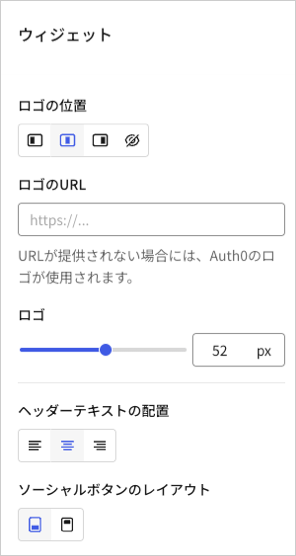 ウィジェット
ロゴの位置
ロゴのURL
https://...
URLが提供されない場合には、Auth0のロ
ゴが使用されます。
ロゴ
52 px
ヘッダーテキストの配置
ソーシャルボタンのレイアウト